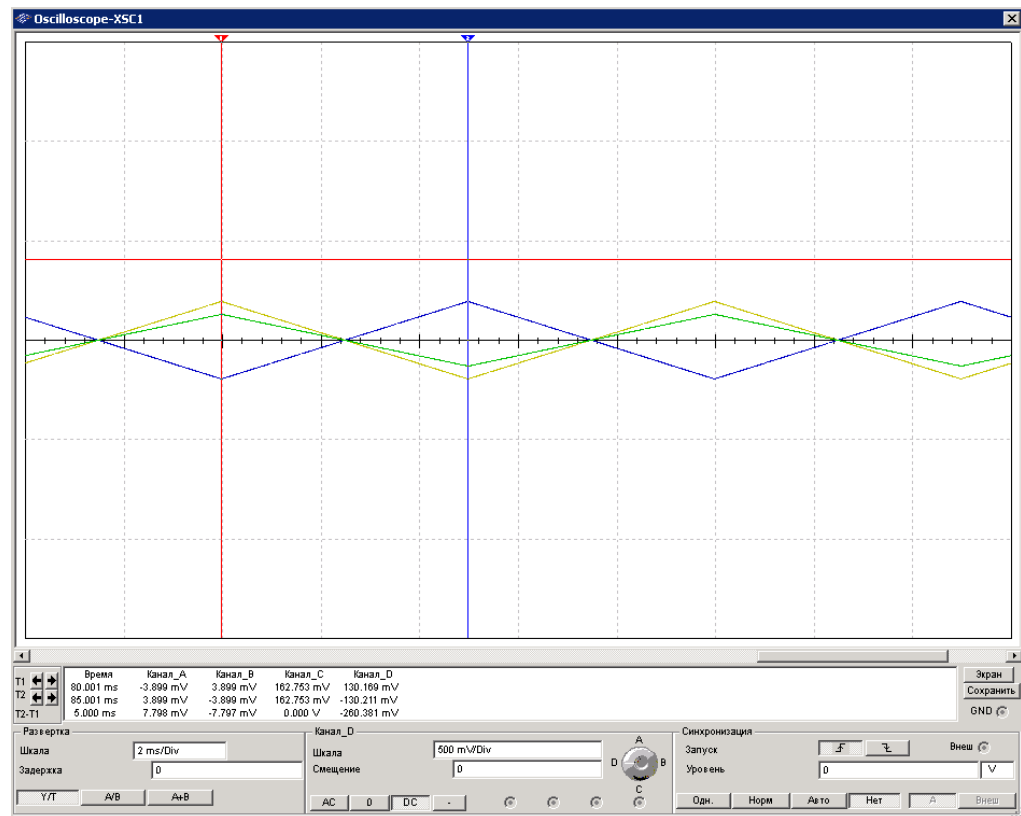 Oscilloscope-XSC1
1 2
Время Канал_A Канал_B Канал_C Канал_D
T1 80.001 ms -3.899 mV 3.899 mV 162.753 mV 130.169 mV
T2 85.001 ms 3.899 mV -3.899 mV 162.753 mV -130.211 mV
T2-T1 5.000 ms 7.798 mV -7.797 mV 0.000 V -260.381 mV
Экран
Сохранить
GND
Развертка
Шкала 2 ms/Div
Задержка 0
Y/T A/B A+B
Канал_D
Шкала 500 mV/Div
Смещение 0
A
D B
C
AC 0 DC -
Синхронизация
Запуск Внеш
Уровень 0 V
Одн. Норм Авто Нет A Внеш